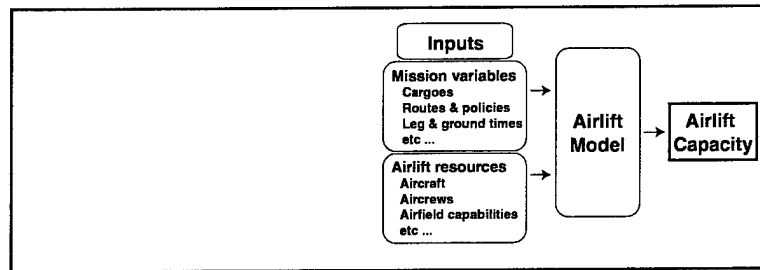 Inputs
Mission variables
Cargoes
Routes & policies
Leg & ground times
etc ...
Airlift resources
Aircraft
Aircrews
Airfield capabilities
etc ...
Airlift
Model
Airlift
Capacity